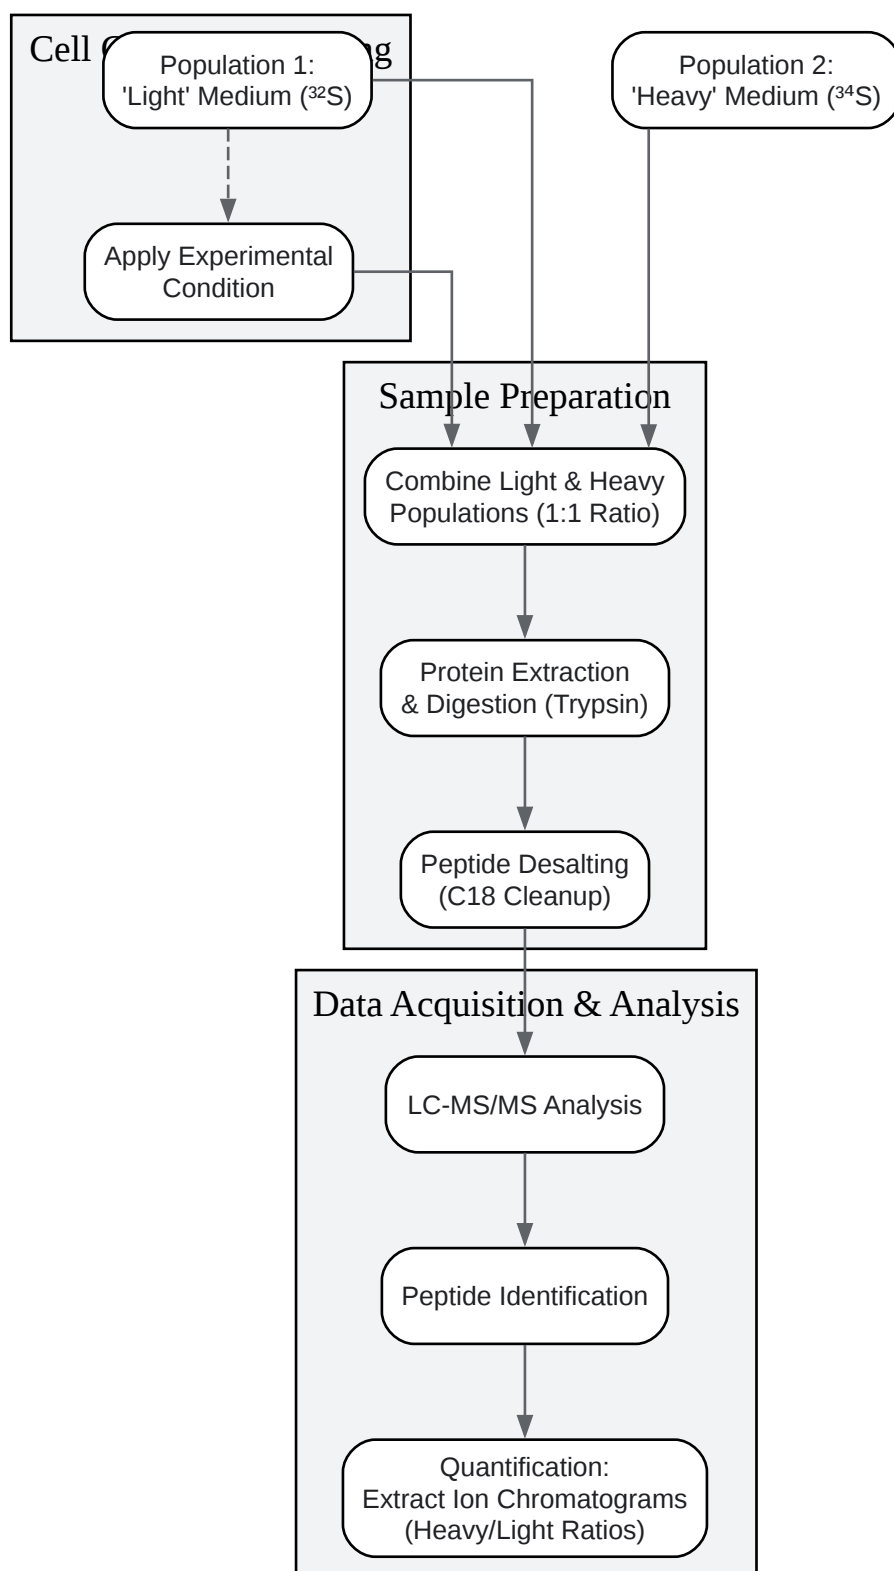 Cell
Population 1:
'Light' Medium (³²S)
Population 2:
'Heavy' Medium (³⁴S)
Apply Experimental
Condition
Sample Preparation
Combine Light & Heavy
Populations (1:1 Ratio)
Protein Extraction
& Digestion (Trypsin)
Peptide Desalting
(C18 Cleanup)
Data Acquisition & Analysis
LC-MS/MS Analysis
Peptide Identification
Quantification:
Extract Ion Chromatograms
(Heavy/Light Ratios)